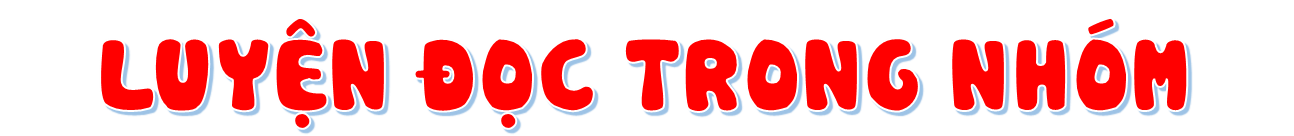 LUYỆN ĐỌC TRONG NHÓM